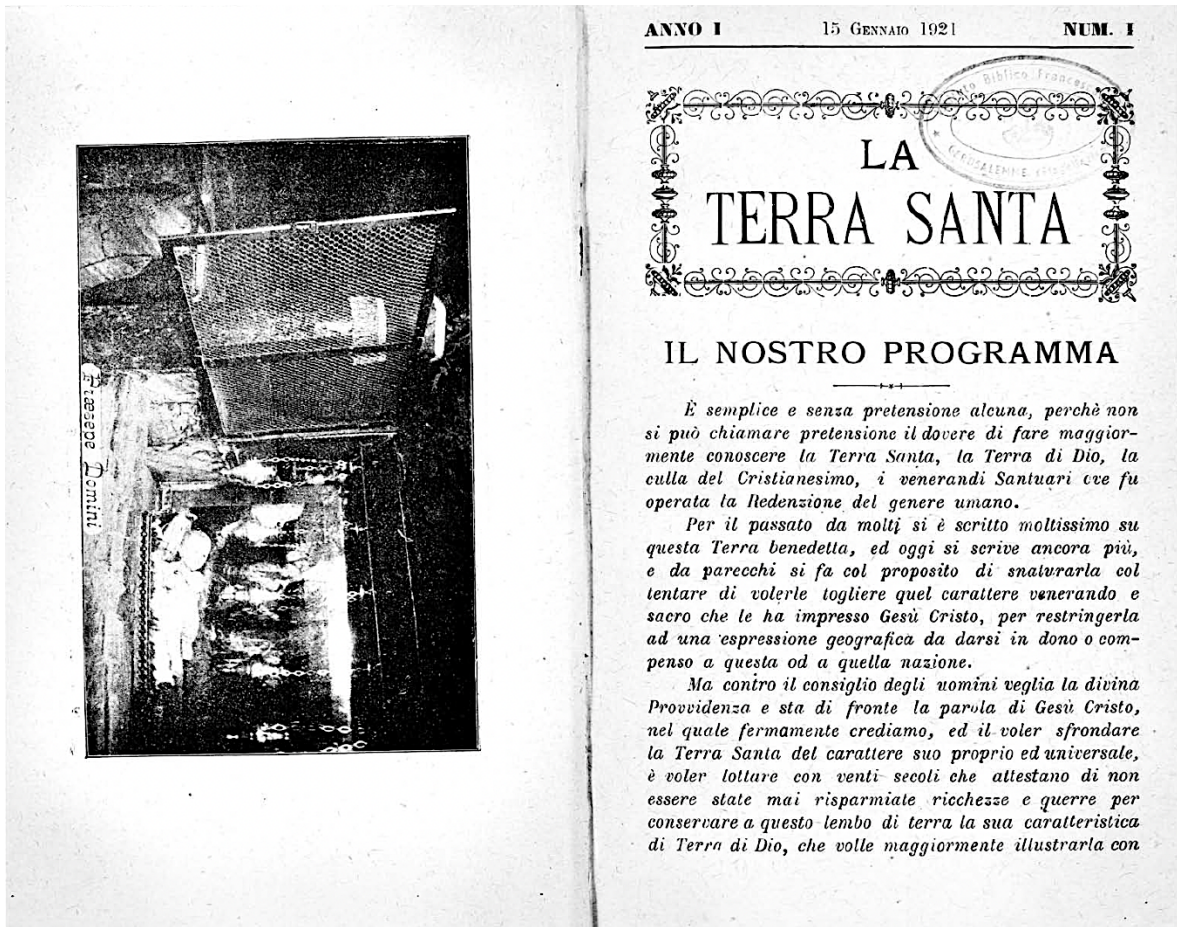 Præsepe Domini
ANNO I 15 GENNAIO 1921 NUM. I
Biblico Frances
GERUSALEMME
LA
TERRA SANTA
IL NOSTRO PROGRAMMA
È semplice e senza pretensione alcuna, perchè non
si può chiamare pretensione il dovere di fare maggior-
mente conoscere la Terra Santa, la Terra di Dio, la
culla del Cristianesimo, i venerandi Santuari ove fu
operata la Redenzione del genere umano.
Per il passato da molti si è scritto moltissimo su
questa Terra benedetta, ed oggi si scrive ancora più,
e da parecchi si fa col proposito di snaturarla col
tentare di volerle togliere quel carattere venerando e
sacro che le ha impresso Gesù Cristo, per restringerla
ad una espressione geografica da darsi in dono o com-
penso a questa od a quella nazione.
Ma contro il consiglio degli uomini veglia la divina
Provvidenza e sta di fronte la parola di Gesù Cristo,
nel quale fermamente crediamo, ed il voler sfrondare
la Terra Santa del carattere suo proprio ed universale,
è voler lottare con venti secoli che attestano di non
essere state mai risparmiate ricchezze e querre per
conservare a questo lembo di terra la sua caratteristica
di Terra di Dio, che volle maggiormente illustrarla con